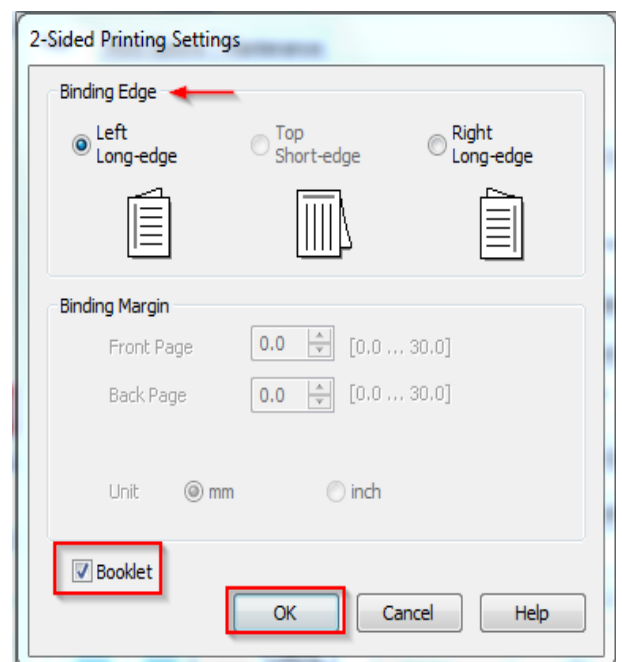 2-Sided Printing Settings
Binding Edge
Left
Long-edge
Top
Short-edge
Right
Long-edge
Binding Margin
Front Page 0.0 [0.0 ... 30.0]
Back Page 0.0 [0.0 ... 30.0]
Unit mm inch
Booklet
OK Cancel Help